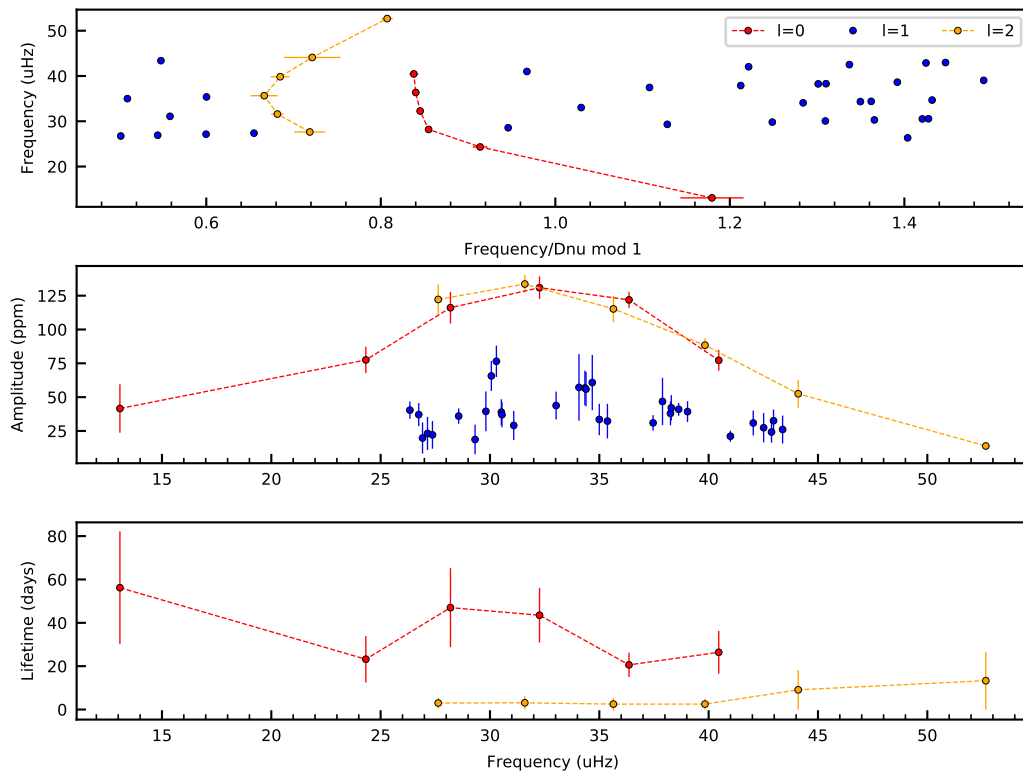 l=0 l=1 l=2
50
40
30
20
Frequency (uHz)
0.6 0.8 1.0 1.2 1.4
Frequency/Dnu mod 1
125
100
75
50
25
Amplitude (ppm)
15 20 25 30 35 40 45 50
80
60
40
20
0
Lifetime (days)
15 20 25 30 35 40 45 50
Frequency (uHz)